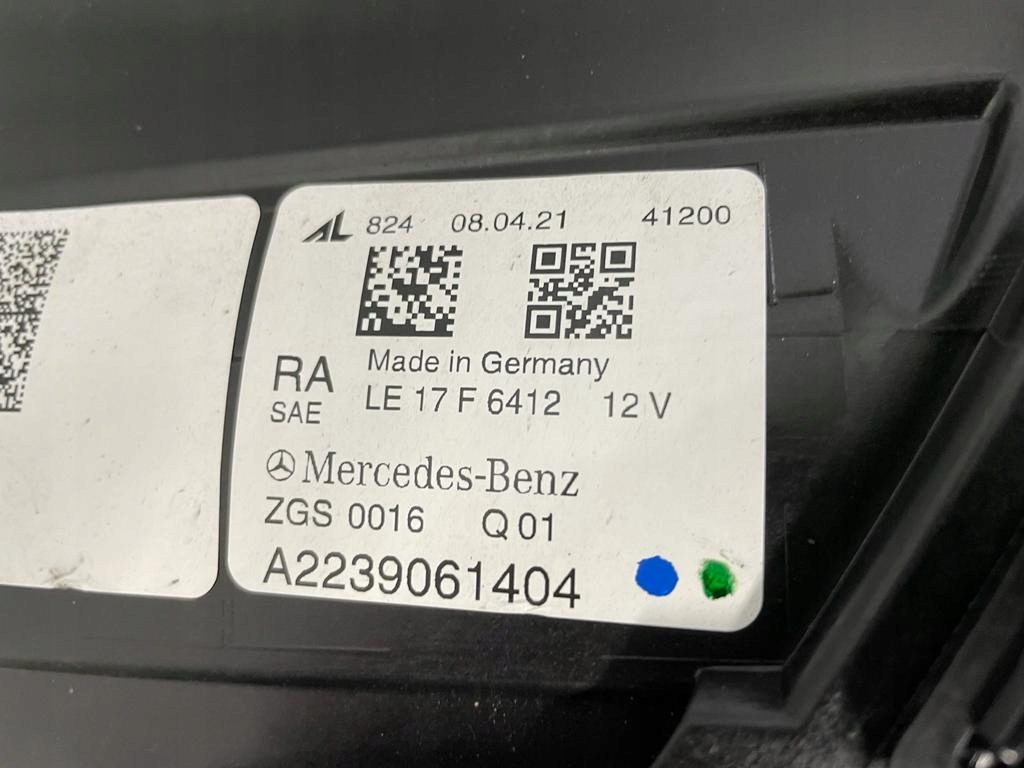 AL 824 08.04.21 41200
Made in Germany
RA LE 17 F 6412 12 V
SAE
Mercedes-Benz
ZGS 0016 Q 01
A2239061404